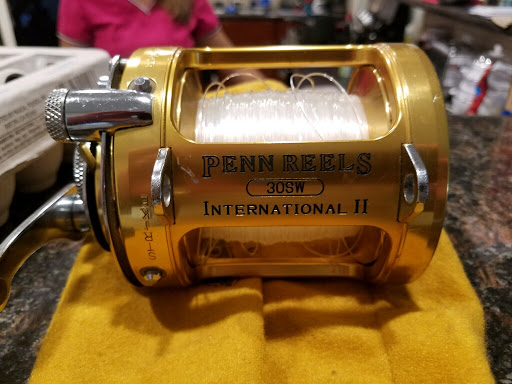 PENN REELS
30SW
INTERNATIONAL II